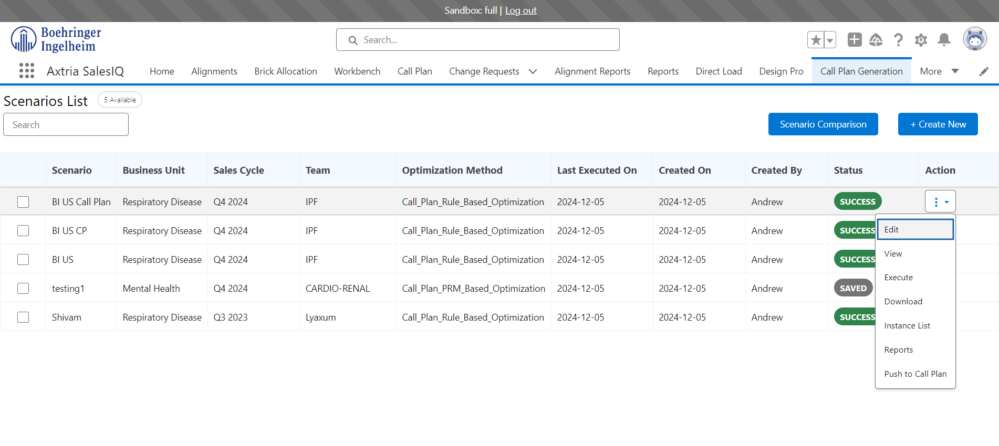 Sandbox: full | Log out
Boehringer
Ingelheim
Search...
Axtria SalesIQ Home Alignments Brick Allocation Workbench Call Plan Change Requests Alignment Reports Reports Direct Load Design Pro Call Plan Generation More
Scenarios List 5 Available
Search
Scenario Comparison + Create New
Scenario Business Unit Sales Cycle Team Optimization Method Last Executed On Created On Created By Status Action
BI US Call Plan Respiratory Disease Q4 2024 IPF Call_Plan_Rule_Based_Optimization 2024-12-05 2024-12-05 Andrew SUCCESS
BI US CP Respiratory Disease Q4 2024 IPF Call_Plan_Rule_Based_Optimization 2024-12-05 2024-12-05 Andrew SUCCESS
BI US Respiratory Disease Q4 2024 IPF Call_Plan_Rule_Based_Optimization 2024-12-05 2024-12-05 Andrew SUCCESS
testing1 Mental Health Q4 2024 CARDIO-RENAL Call_Plan_PRM_Based_Optimization 2024-12-05 2024-12-05 Andrew SAVED
Shivam Respiratory Disease Q3 2023 Lyaxum Call_Plan_Rule_Based_Optimization 2024-12-05 2024-12-05 Andrew SUCCESS
Edit
View
Execute
Download
Instance List
Reports
Push to Call Plan